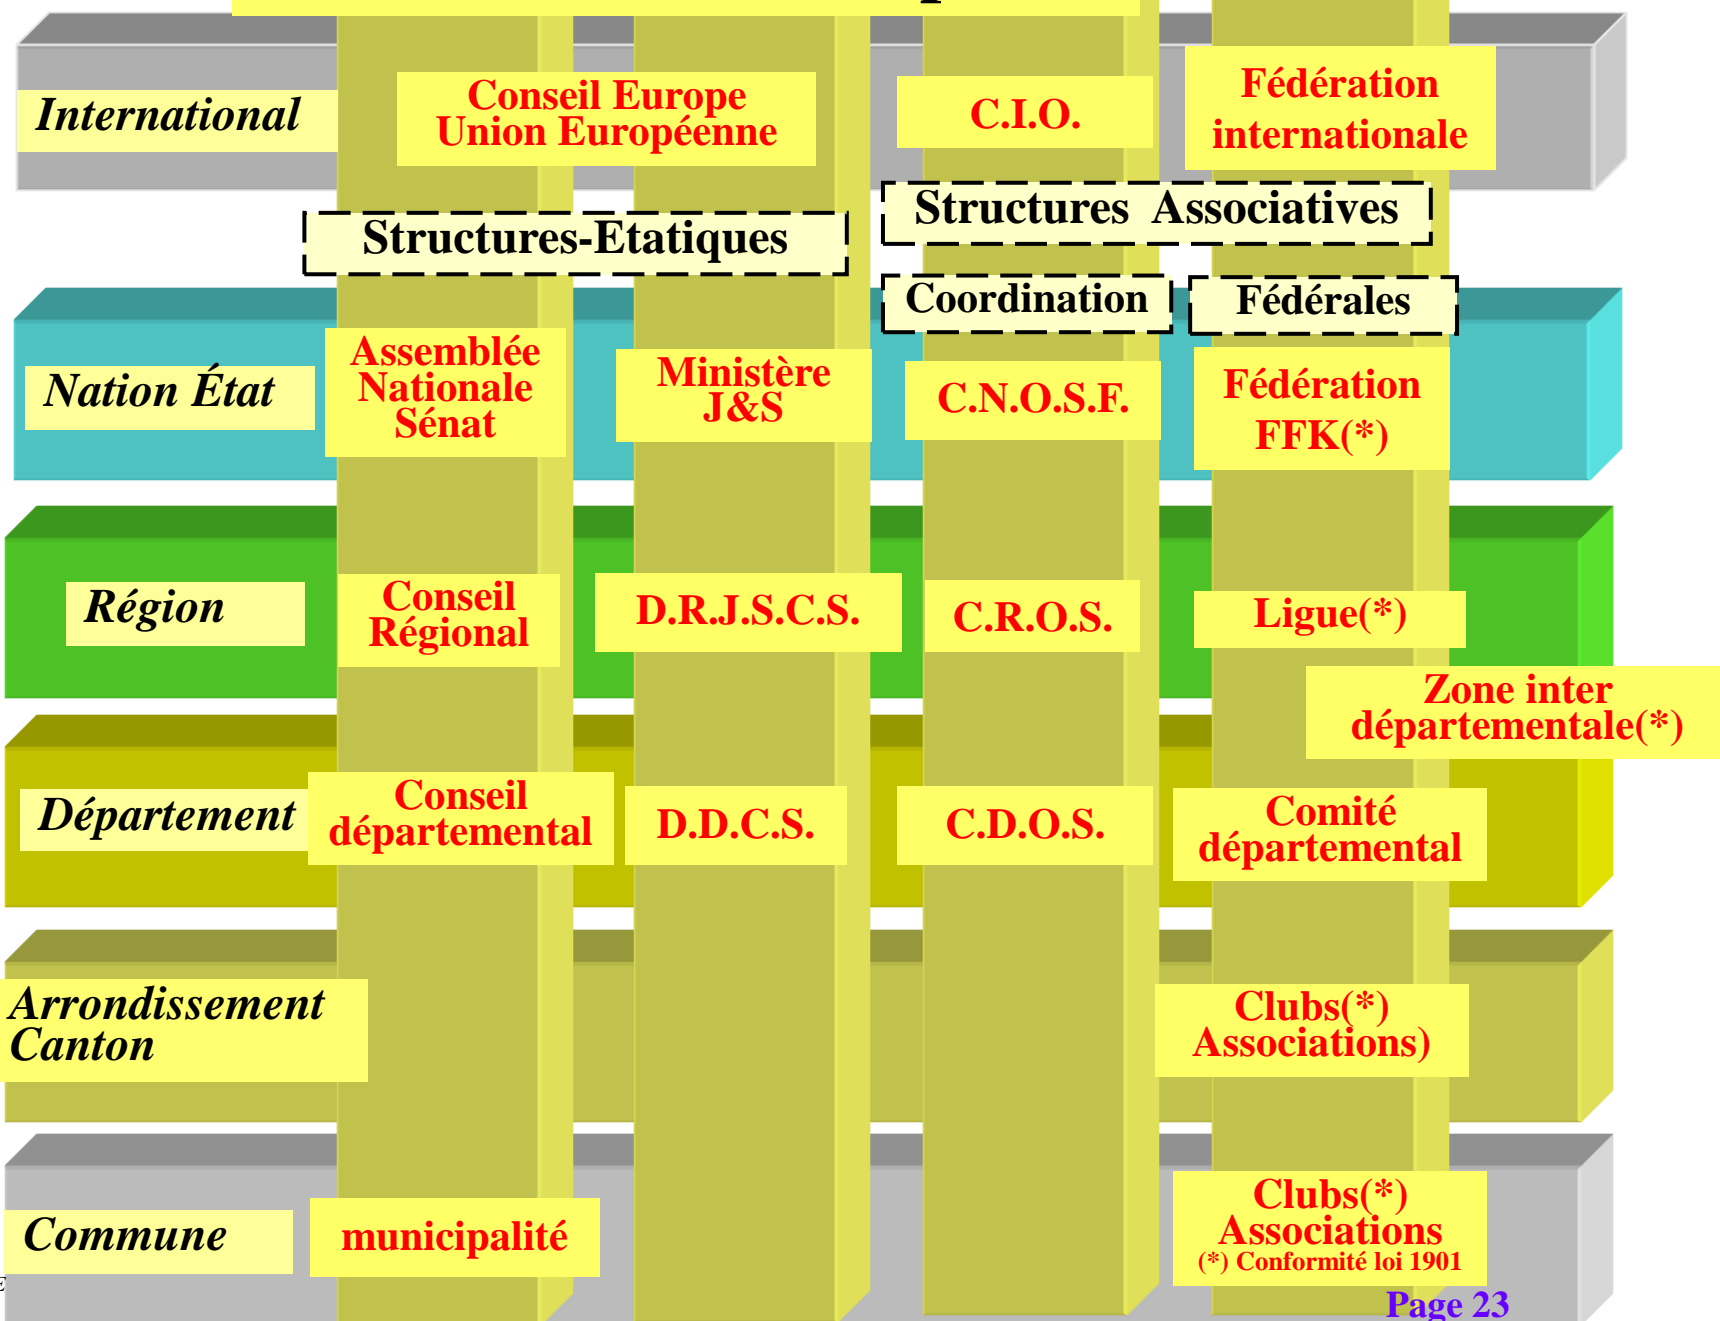 International
Conseil Europe
Union Européenne
C.I.O.
Fédération
internationale
Structures-Etatiques
Structures Associatives
Coordination
Fédérales
Nation État
Assemblée
Nationale
Sénat
Ministère
J&S
C.N.O.S.F.
Fédération
FFK(*)
Région
Conseil
Régional
D.R.J.S.C.S.
C.R.O.S.
Ligue(*)
Zone inter
départementale(*)
Département
Conseil
départemental
D.D.C.S.
C.D.O.S.
Comité
départemental
Arrondissement
Canton
Clubs(*)
Associations)
Commune
municipalité
Clubs(*)
Associations
(*) Conformité loi 1901
Page 23